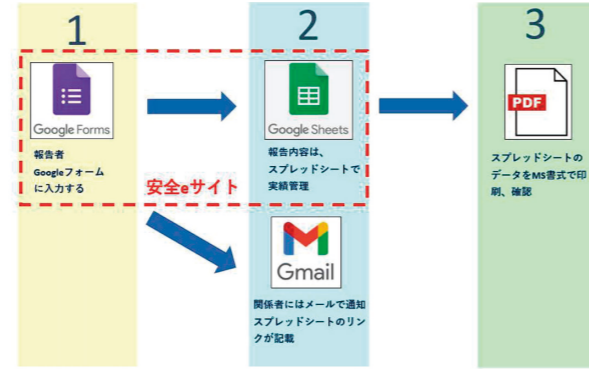 1
2
3
Google Forms
Google Sheets
PDF
報告者
Googleフォーム
に入力する
報告内容は、
スプレッドシートで
実績管理
スプレッドシートの
データをMS書式で印
刷、確認
安全eサイト
Gmail
関係者にはメールで通知
スプレッドシートのリン
クが記載